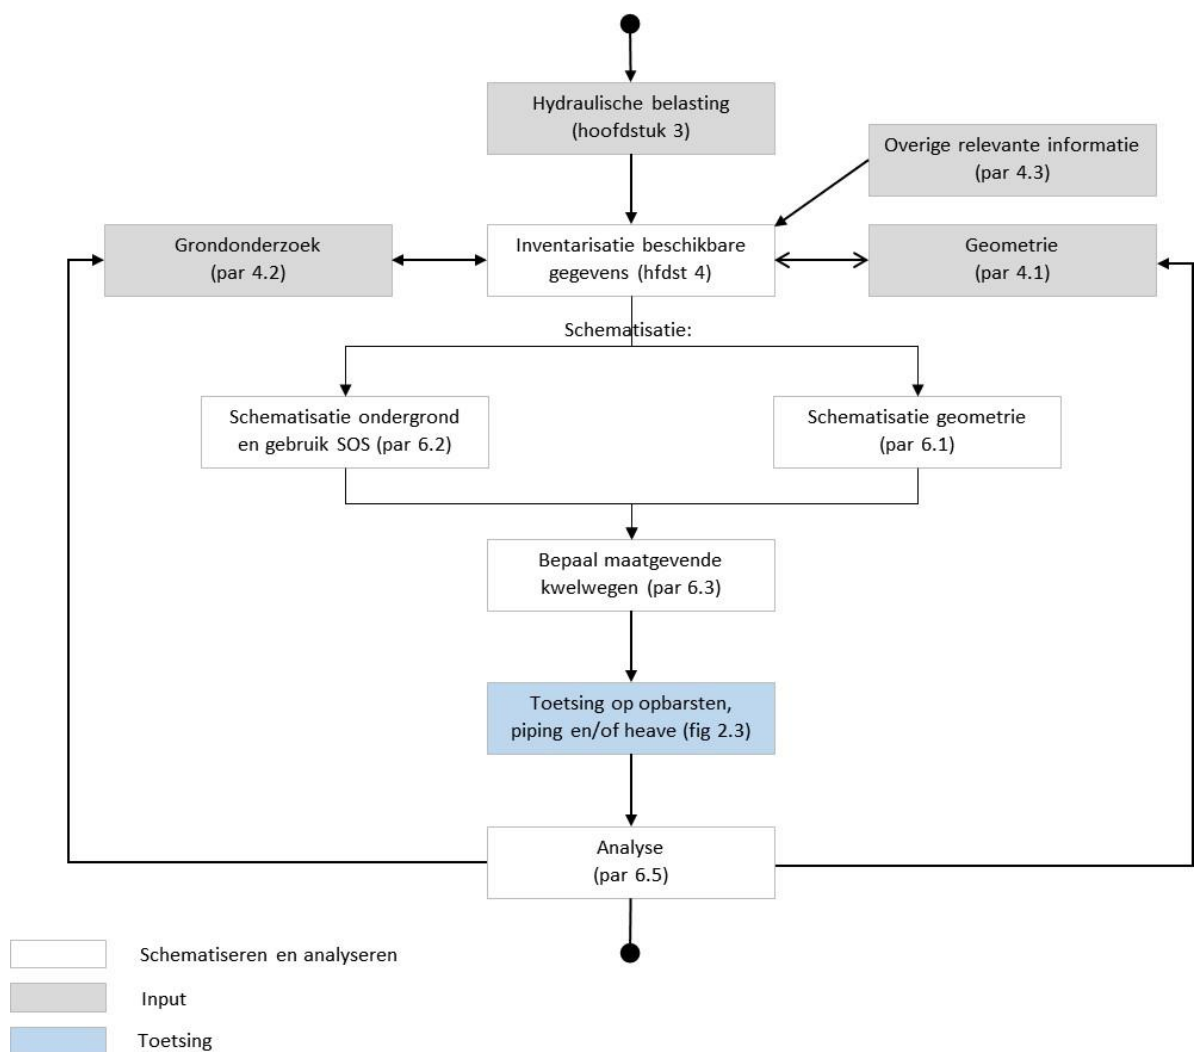 Hydraulische belasting
(hoofdstuk 3)
Overige relevante informatie
(par 4.3)
Grondonderzoek
(par 4.2)
Inventarisatie beschikbare
gegevens (hfdst 4)
Geometrie
(par 4.1)
Schematisatie:
Schematisatie ondergrond
en gebruik SOS (par 6.2)
Schematisatie geometrie
(par 6.1)
Bepaal maatgevende
kwelwegen (par 6.3)
Toetsing op opbarsten,
piping en/of heave (fig 2.3)
Analyse
(par 6.5)
Schematiseren en analyseren
Input
Toetsing